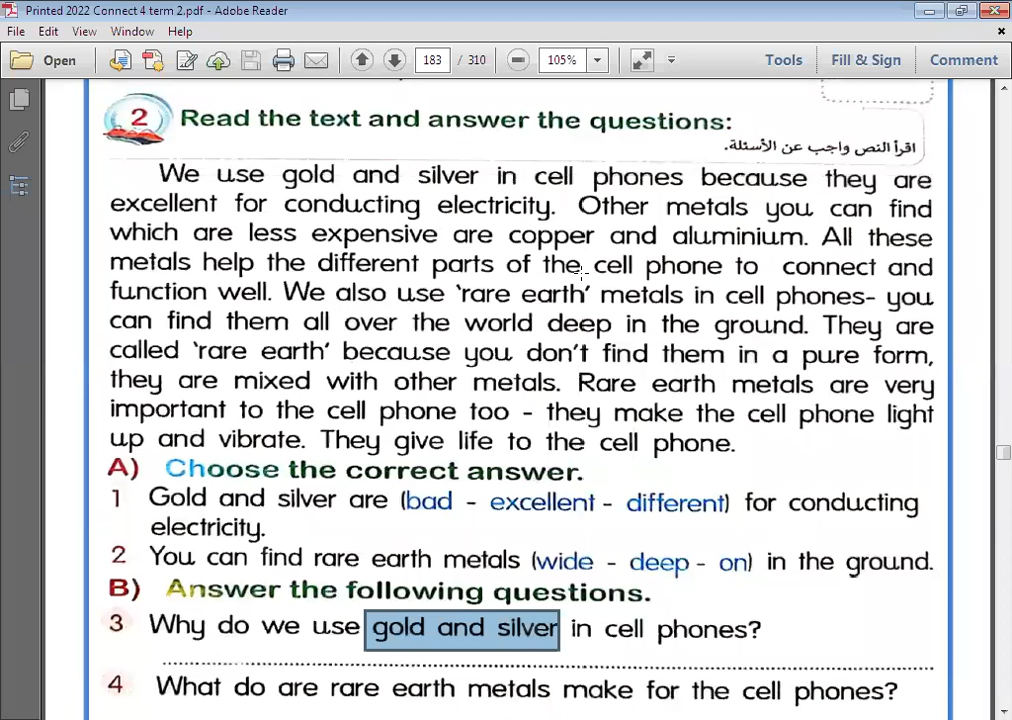 Printed 2022 Connect 4 term 2.pdf - Adobe Reader
File Edit View Window Help
Open 183 / 310 105% Tools Fill & Sign Comment
2 Read the text and answer the questions:
اقرأ النص واجب عن الأسئلة.
We use gold and silver in cell phones because they are
excellent for conducting electricity. Other metals you can find
which are less expensive are copper and aluminium. All these
metals help the different parts of the cell phone to connect and
function well. We also use ‘rare earth’ metals in cell phones- you
can find them all over the world deep in the ground. They are
called ‘rare earth’ because you don’t find them in a pure form,
they are mixed with other metals. Rare earth metals are very
important to the cell phone too - they make the cell phone light
up and vibrate. They give life to the cell phone.
A) Choose the correct answer.
1 Gold and silver are (bad - excellent - different) for conducting
electricity.
2 You can find rare earth metals (wide - deep - on) in the ground.
B) Answer the following questions.
3 Why do we use gold and silver in cell phones?
4 What do are rare earth metals make for the cell phones?